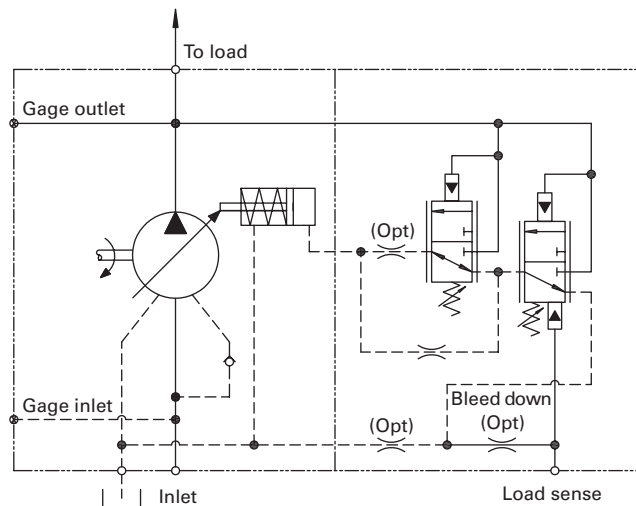 To load
Gage outlet
(Opt)
Gage inlet
(Opt)
Bleed down
(Opt)
Inlet
Load sense